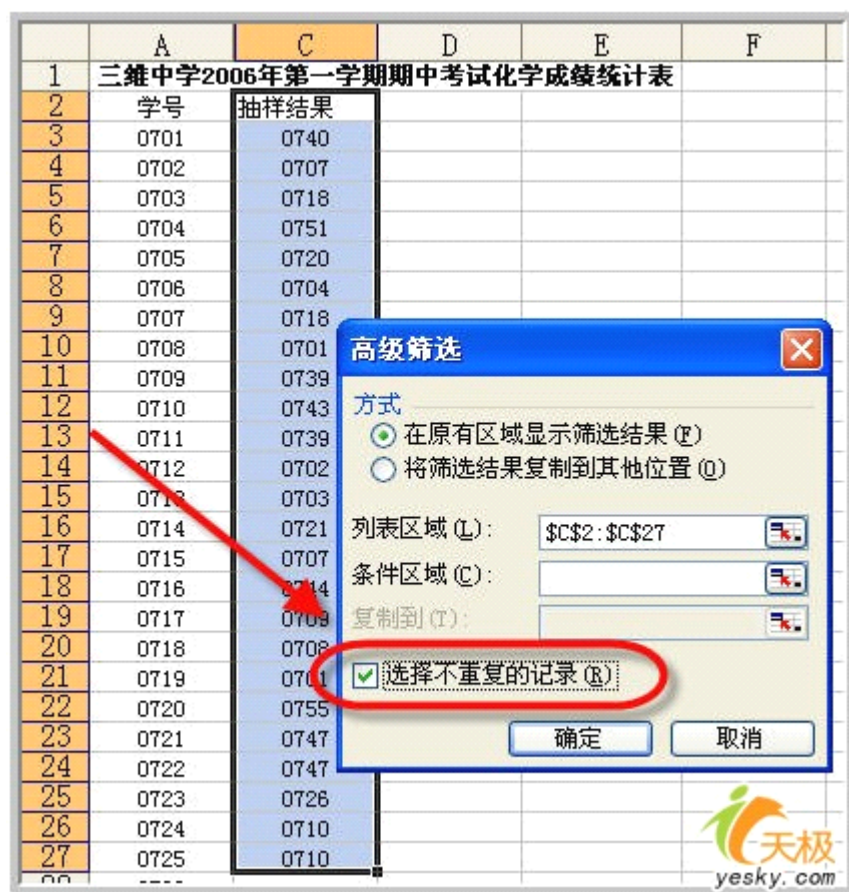 A C D E F
1 三维中学2006年第一学期期中考试化学成绩统计表
2 学号 抽样结果
3 0701 0740
4 0702 0707
5 0703 0718
6 0704 0751
7 0705 0720
8 0706 0704
9 0707 0718
10 0708 0701
11 0709 0739
12 0710 0743
13 0711 0739
14 0712 0702
15 0713 0703
16 0714 0721
17 0715 0707
18 0716
19 0717 0709
20 0718 0708
21 0719 0701
22 0720 0755
23 0721 0747
24 0722 0747
25 0723 0726
26 0724 0710
27 0725 0710
高级筛选
方式
在原有区域显示筛选结果(F)
将筛选结果复制到其他位置(O)
列表区域(L): $C$2:$C$27
条件区域(C):
复制到(T):
选择不重复的记录(R)
确定 取消
天极
yesky.com